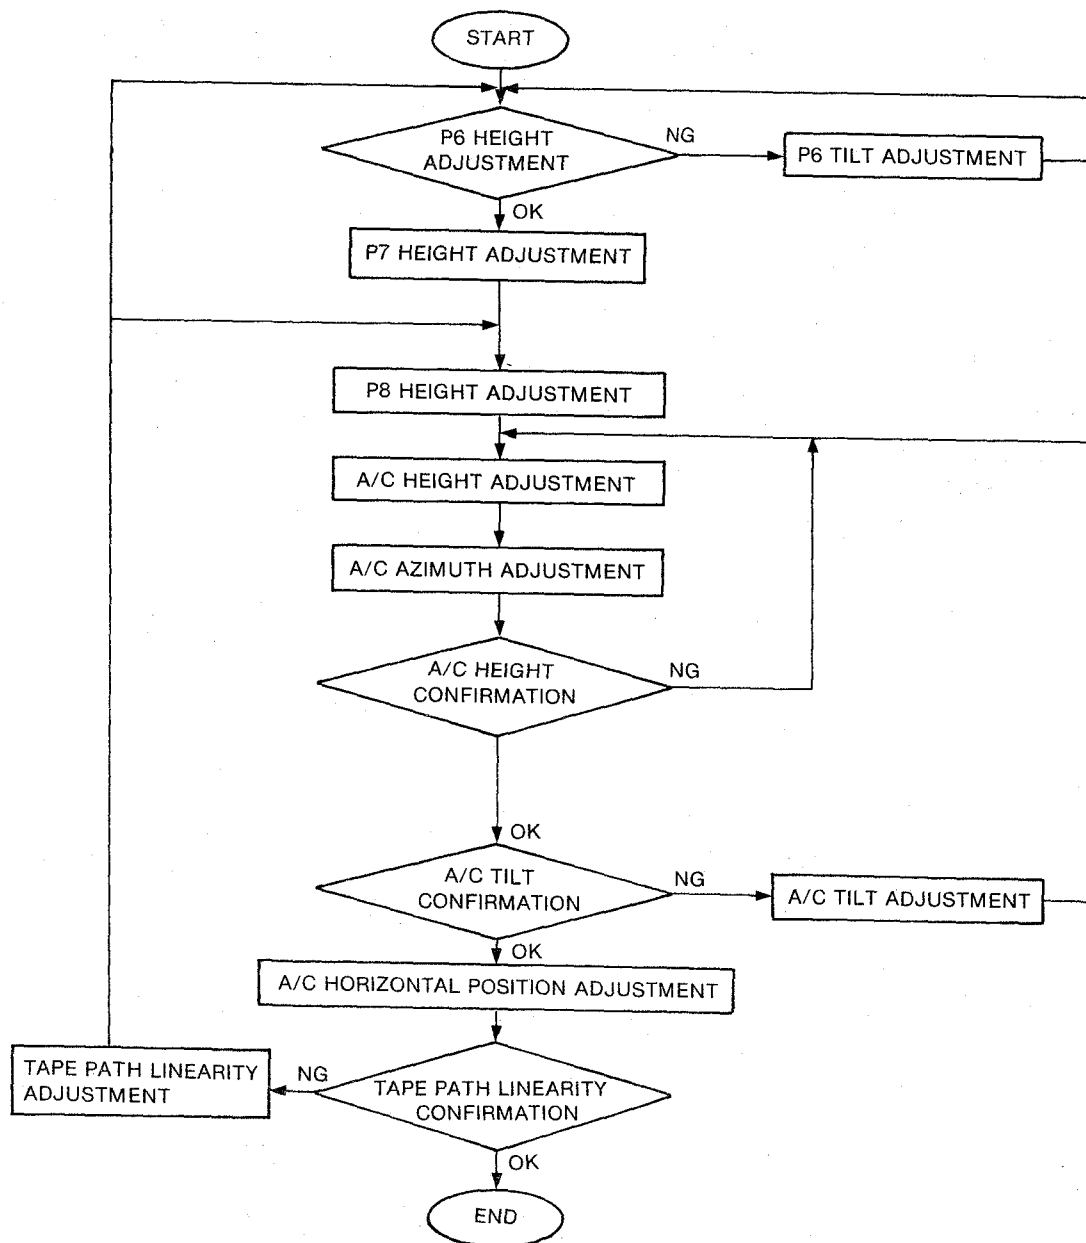 START
P6 HEIGHT
ADJUSTMENT
NG
P6 TILT ADJUSTMENT
OK
P7 HEIGHT ADJUSTMENT
P8 HEIGHT ADJUSTMENT
A/C HEIGHT ADJUSTMENT
A/C AZIMUTH ADJUSTMENT
A/C HEIGHT
CONFIRMATION
NG
OK
A/C TILT
CONFIRMATION
NG
A/C TILT ADJUSTMENT
OK
A/C HORIZONTAL POSITION ADJUSTMENT
TAPE PATH LINEARITY
ADJUSTMENT
NG
TAPE PATH LINEARITY
CONFIRMATION
OK
END